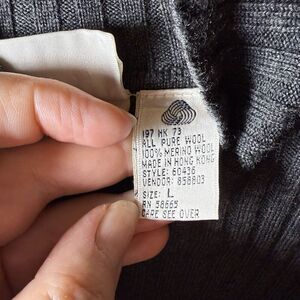 197 HK 73
ALL PURE WOOL
100% MERINO WOOL
MADE IN HONG KONG
STYLE: 60436
VENDOR: 858803
SIZE: L
RN 58665
CARE SEE OVER